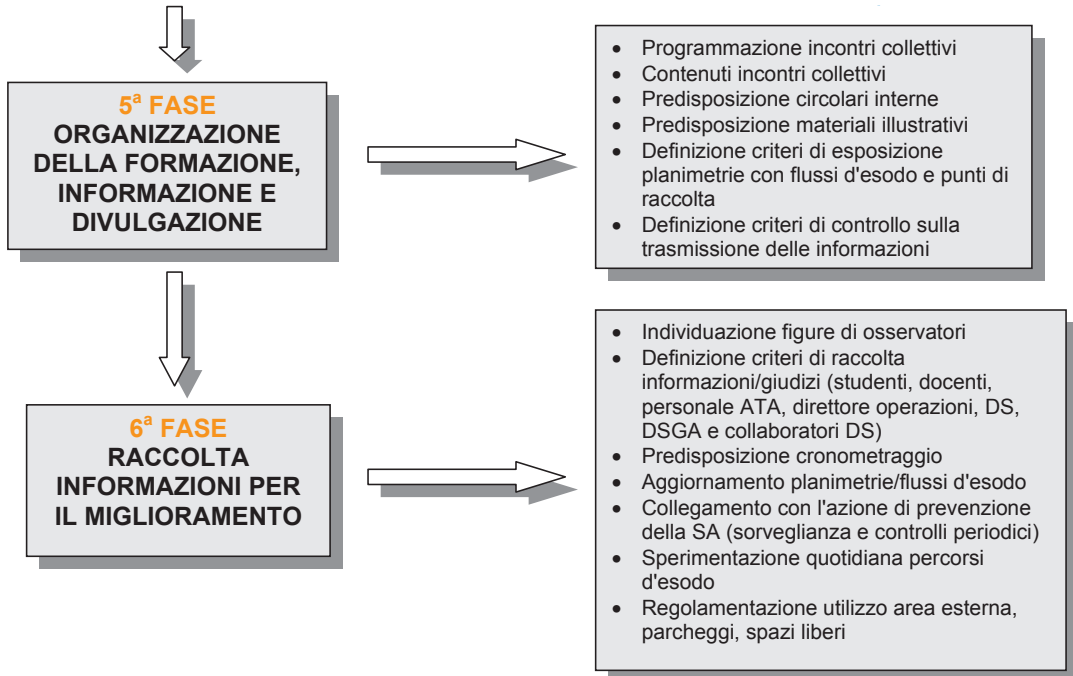 5ª FASE
ORGANIZZAZIONE
DELLA FORMAZIONE,
INFORMAZIONE E
DIVULGAZIONE
• Programmazione incontri collettivi
• Contenuti incontri collettivi
• Predisposizione circolari interne
• Predisposizione materiali illustrativi
• Definizione criteri di esposizione
planimetrie con flussi d'esodo e punti di
raccolta
• Definizione criteri di controllo sulla
trasmissione delle informazioni
6ª FASE
RACCOLTA
INFORMAZIONI PER
IL MIGLIORAMENTO
• Individuazione figure di osservatori
• Definizione criteri di raccolta
informazioni/giudizi (studenti, docenti,
personale ATA, direttore operazioni, DS,
DSGA e collaboratori DS)
• Predisposizione cronometraggio
• Aggiornamento planimetrie/flussi d'esodo
• Collegamento con l'azione di prevenzione
della SA (sorveglianza e controlli periodici)
• Sperimentazione quotidiana percorsi
d'esodo
• Regolamentazione utilizzo area esterna,
parcheggi, spazi liberi